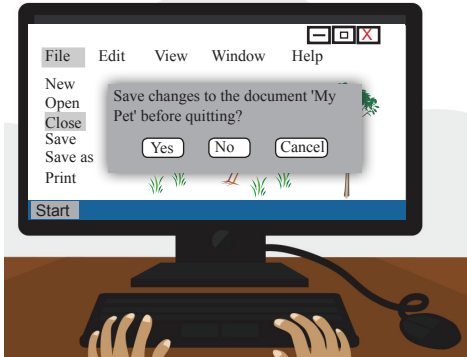 X
File Edit View Window Help
New
Open
Close
Save
Save as
Print
Save changes to the document 'My
Pet' before quitting?
Yes No Cancel
Start